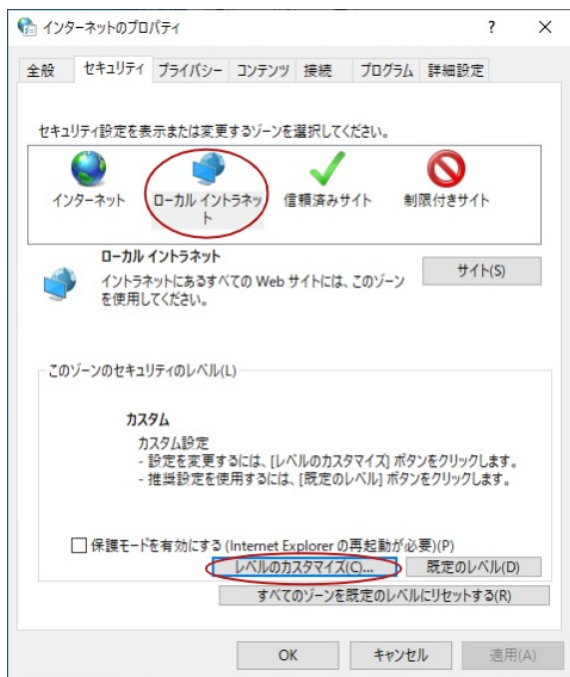 インターネットのプロパティ
?
×
全般 セキュリティ プライバシー コンテンツ 接続 プログラム 詳細設定
セキュリティ設定を表示または変更するゾーンを選択してください。
インターネット
ローカル イントラネッ
ト
信頼済みサイト
制限付きサイト
ローカル イントラネット
イントラネットにあるすべての Web サイトには、このゾーン
を使用してください。
サイト(S)
このゾーンのセキュリティのレベル(L)
カスタム
カスタム設定
- 設定を変更するには、[レベルのカスタマイズ] ボタンをクリックします。
- 推奨設定を使用するには、[既定のレベル] ボタンをクリックします。
保護モードを有効にする (Internet Explorer の再起動が必要)(P)
レベルのカスタマイズ(C)... 既定のレベル(D)
すべてのゾーンを既定のレベルにリセットする(R)
OK キャンセル 適用(A)